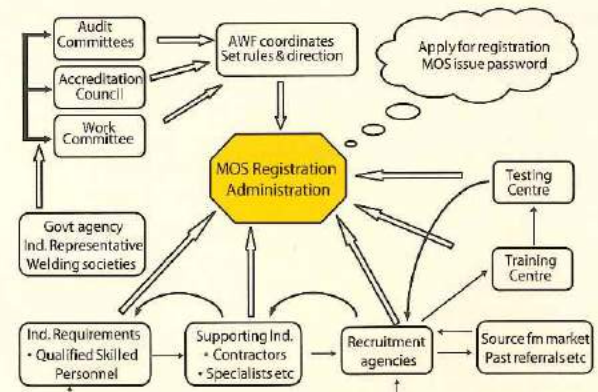 Audit
Committees
AWF coordinates
Set rules & direction
Apply for registration
MOS issue password
Accreditation
Council
Work
Committee
MOS Registration
Administration
Testing
Centre
Govt agency
Ind. Representative
Welding societies
Training
Centre
Ind. Requirements
• Qualified Skilled
Personnel
Supporting Ind.
• Contractors
• Specialists etc
Recruitment
agencies
Source fm market
Past referrals etc